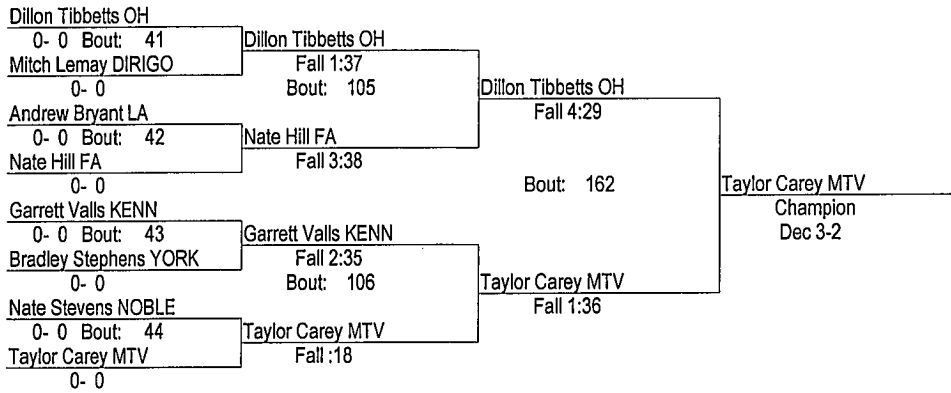 Dillon Tibbetts OH
0- 0 Bout: 41
Mitch Lemay DIRIGO
0- 0
Andrew Bryant LA
0- 0 Bout: 42
Nate Hill FA
0- 0
Garrett Valls KENN
0- 0 Bout: 43
Bradley Stephens YORK
0- 0
Nate Stevens NOBLE
0- 0 Bout: 44
Taylor Carey MTV
0- 0
Dillon Tibbetts OH
Fall 1:37
Bout: 105
Nate Hill FA
Fall 3:38
Garrett Valls KENN
Fall 2:35
Bout: 106
Taylor Carey MTV
Fall :18
Dillon Tibbetts OH
Fall 4:29
Bout: 162
Taylor Carey MTV
Fall 1:36
Taylor Carey MTV
Champion
Dec 3-2